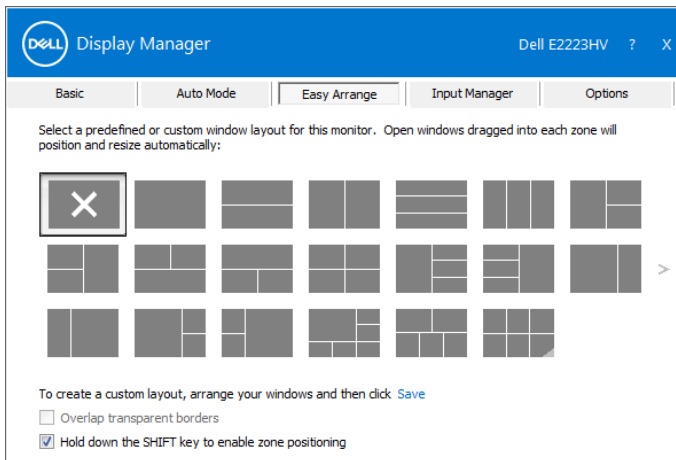 DELL Display Manager Dell E2223HV ? X
Basic Auto Mode Easy Arrange Input Manager Options
Select a predefined or custom window layout for this monitor. Open windows dragged into each zone will
position and resize automatically:
>
To create a custom layout, arrange your windows and then click Save
Overlap transparent borders
Hold down the SHIFT key to enable zone positioning